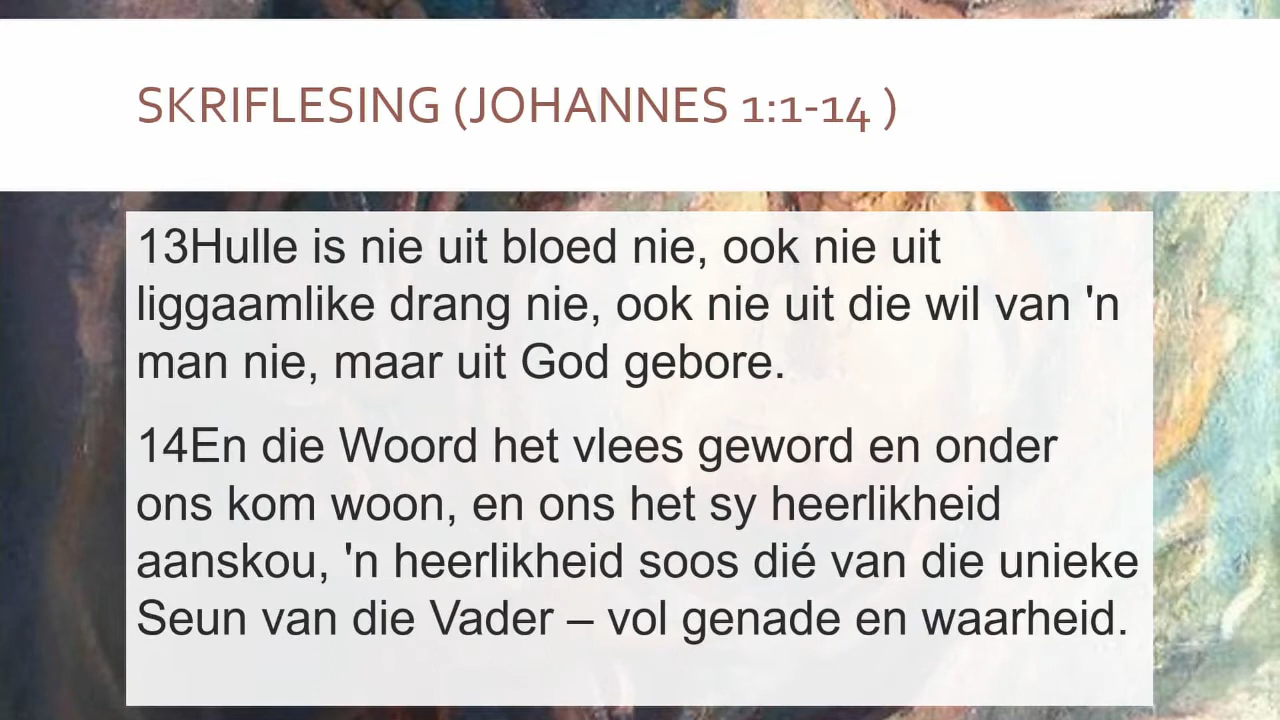 SKRIFLESING (JOHANNES 1:1-14 )
13Hulle is nie uit bloed nie, ook nie uit
liggaamlike drang nie, ook nie uit die wil van 'n
man nie, maar uit God gebore.
14En die Woord het vlees geword en onder
ons kom woon, en ons het sy heerlikheid
aanskou, 'n heerlikheid soos dié van die unieke
Seun van die Vader – vol genade en waarheid.